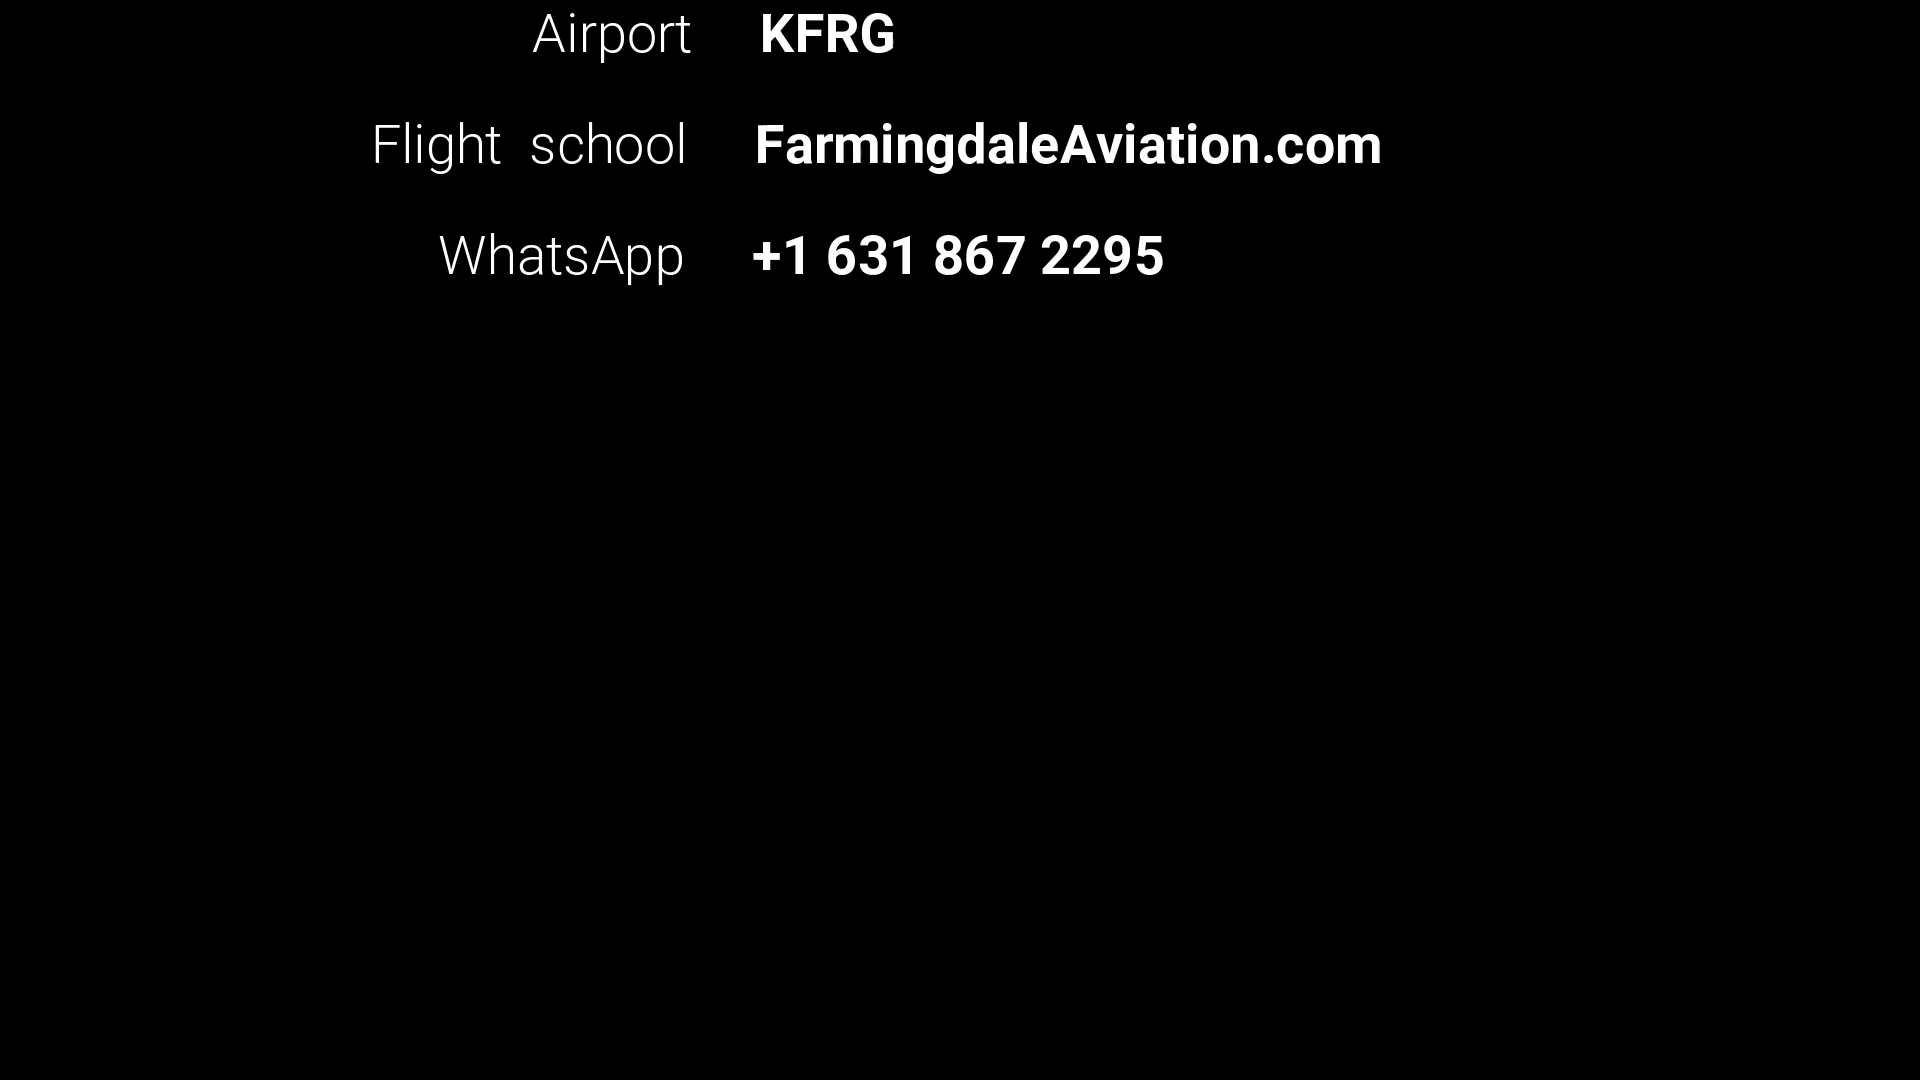 Airport KFRG
Flight school FarmingdaleAviation.com
WhatsApp +1 631 867 2295